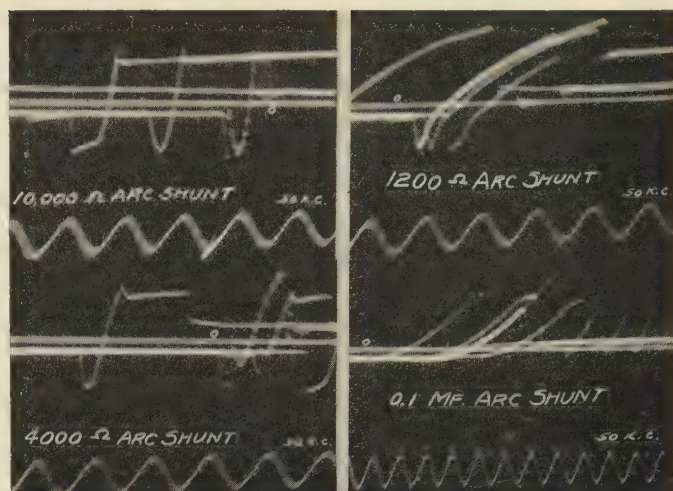 10,000 Ω ARC SHUNT
50 K.C.
1200 Ω ARC SHUNT
50 K.C.
4000 Ω ARC SHUNT
50 K.C.
0.1 MF. ARC SHUNT
50 K.C.
o
o
o
o